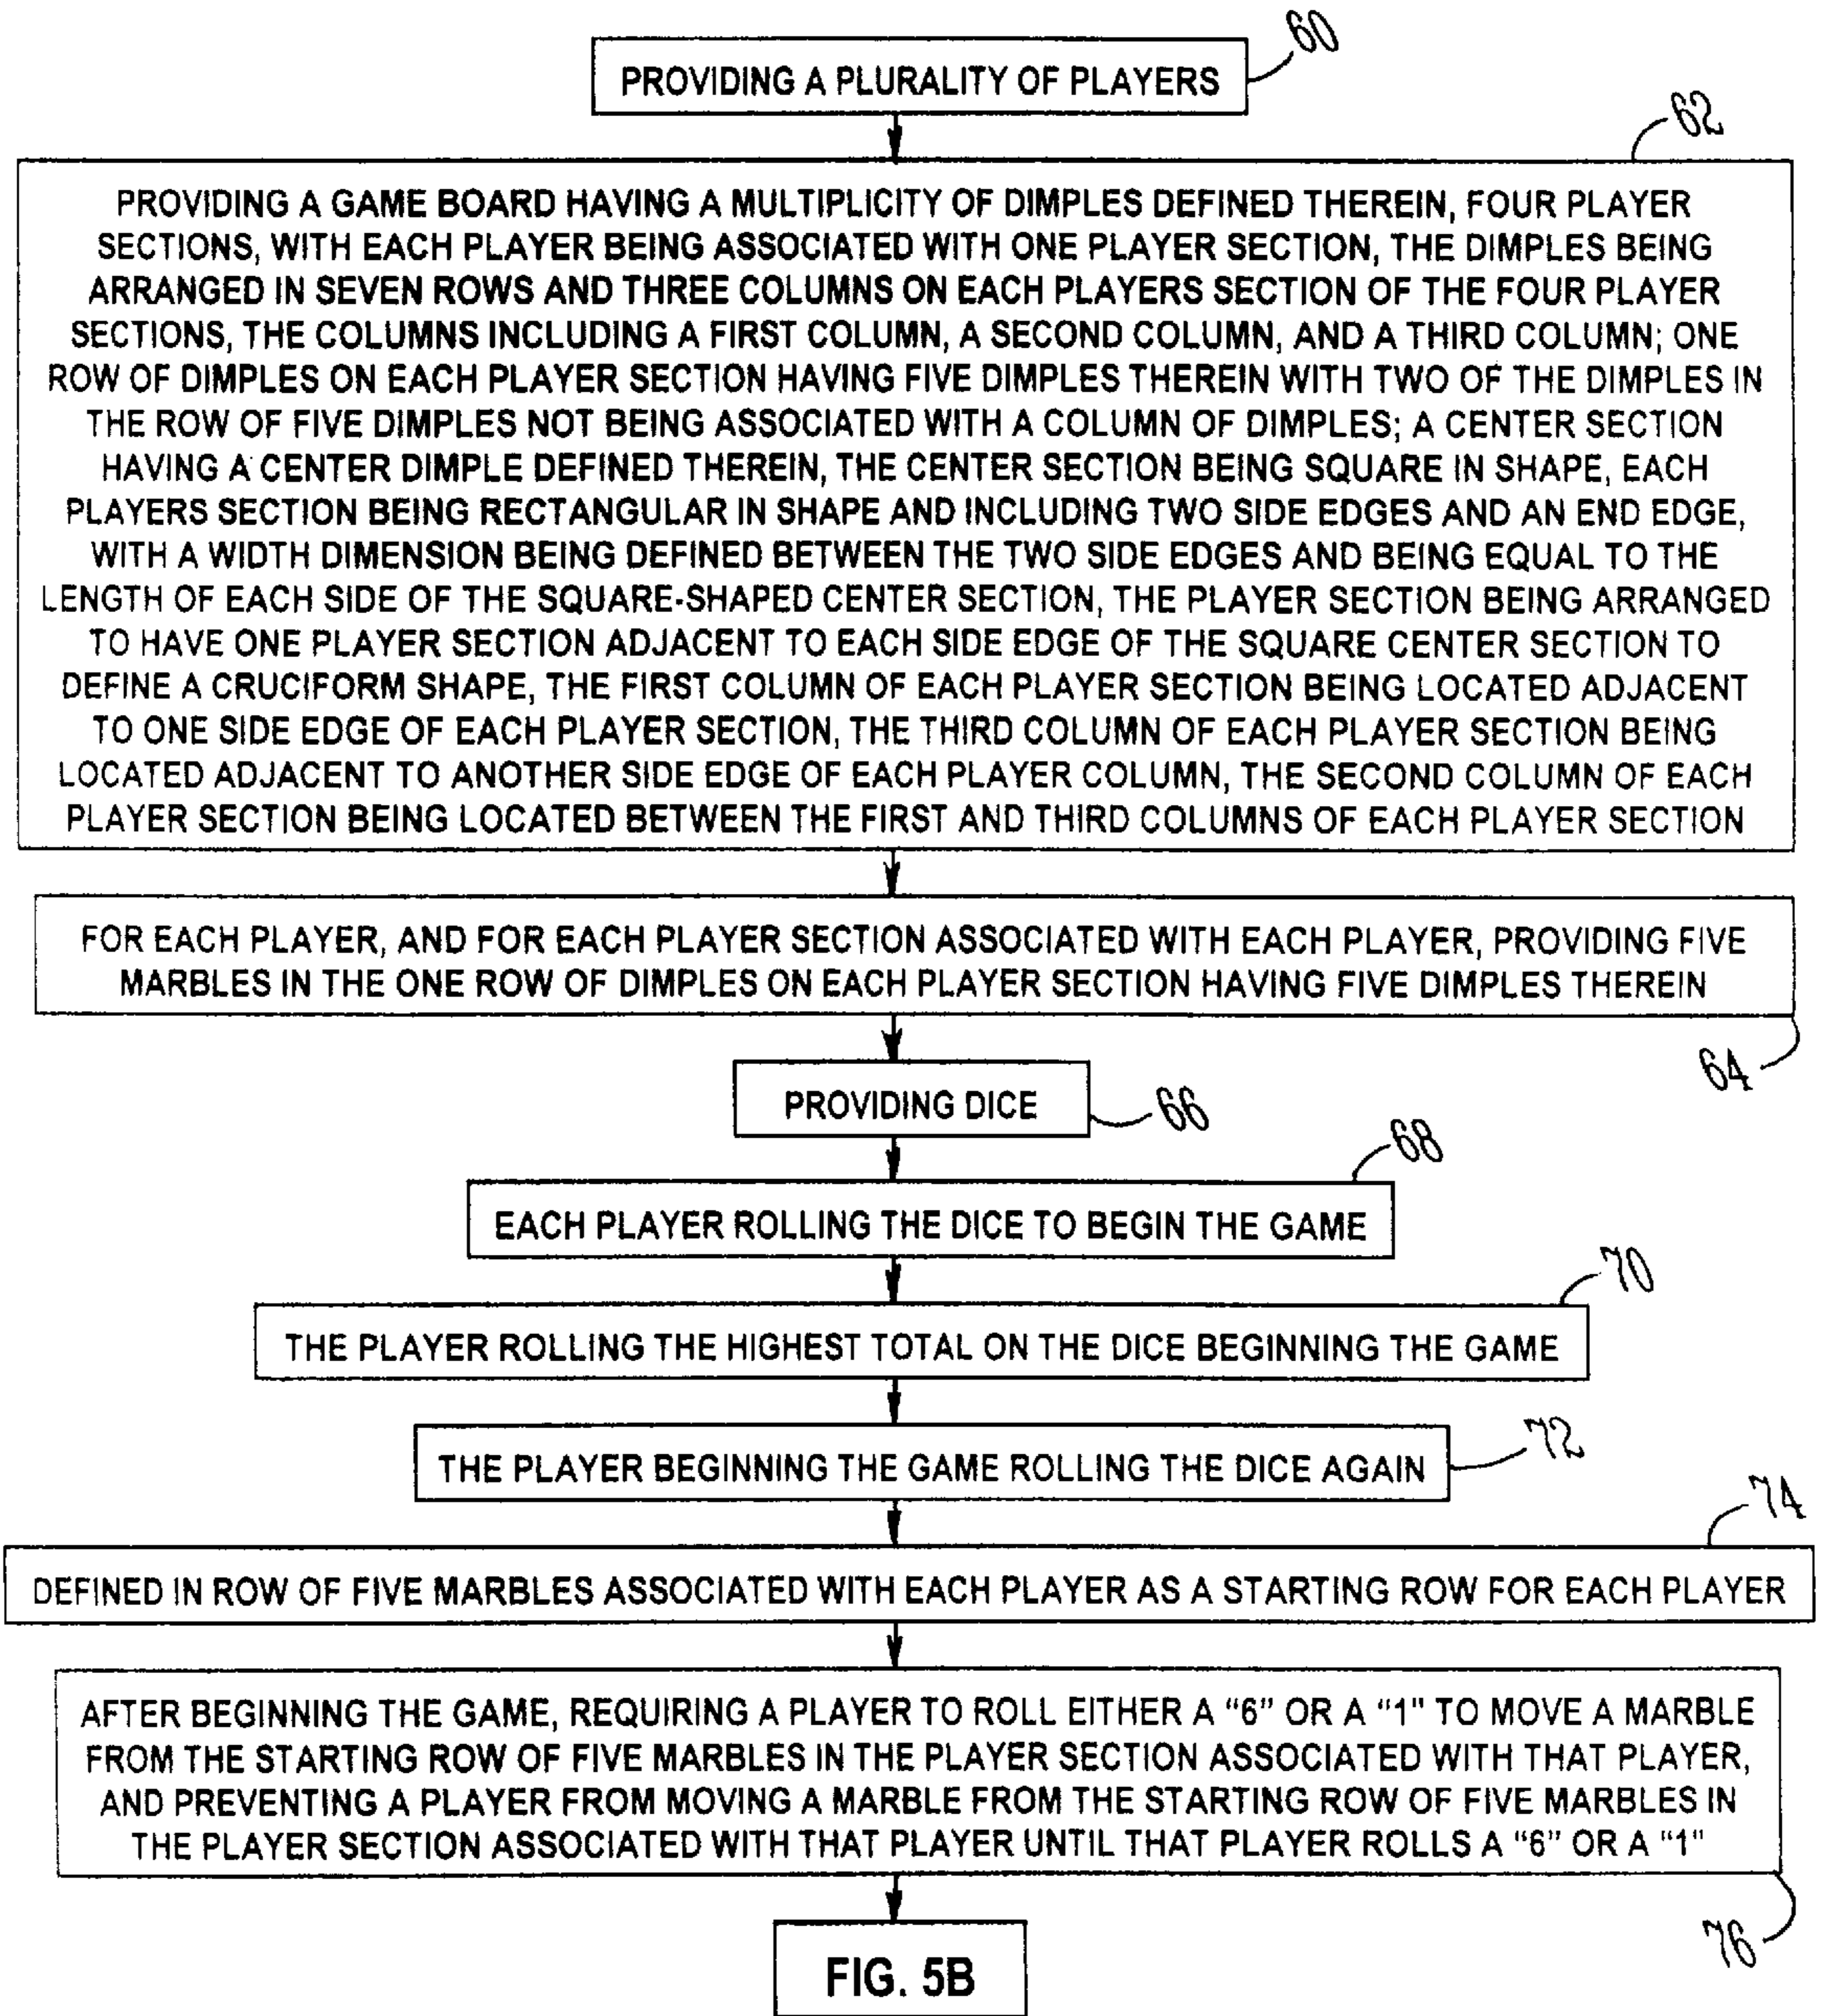 60
PROVIDING A PLURALITY OF PLAYERS
62
PROVIDING A GAME BOARD HAVING A MULTIPLICITY OF DIMPLES DEFINED THEREIN, FOUR PLAYER
SECTIONS, WITH EACH PLAYER BEING ASSOCIATED WITH ONE PLAYER SECTION, THE DIMPLES BEING
ARRANGED IN SEVEN ROWS AND THREE COLUMNS ON EACH PLAYERS SECTION OF THE FOUR PLAYER
SECTIONS, THE COLUMNS INCLUDING A FIRST COLUMN, A SECOND COLUMN, AND A THIRD COLUMN; ONE
ROW OF DIMPLES ON EACH PLAYER SECTION HAVING FIVE DIMPLES THEREIN WITH TWO OF THE DIMPLES IN
THE ROW OF FIVE DIMPLES NOT BEING ASSOCIATED WITH A COLUMN OF DIMPLES; A CENTER SECTION
HAVING A CENTER DIMPLE DEFINED THEREIN, THE CENTER SECTION BEING SQUARE IN SHAPE, EACH
PLAYERS SECTION BEING RECTANGULAR IN SHAPE AND INCLUDING TWO SIDE EDGES AND AN END EDGE,
WITH A WIDTH DIMENSION BEING DEFINED BETWEEN THE TWO SIDE EDGES AND BEING EQUAL TO THE
LENGTH OF EACH SIDE OF THE SQUARE-SHAPED CENTER SECTION, THE PLAYER SECTION BEING ARRANGED
TO HAVE ONE PLAYER SECTION ADJACENT TO EACH SIDE EDGE OF THE SQUARE CENTER SECTION TO
DEFINE A CRUCIFORM SHAPE, THE FIRST COLUMN OF EACH PLAYER SECTION BEING LOCATED ADJACENT
TO ONE SIDE EDGE OF EACH PLAYER SECTION, THE THIRD COLUMN OF EACH PLAYER SECTION BEING
LOCATED ADJACENT TO ANOTHER SIDE EDGE OF EACH PLAYER COLUMN, THE SECOND COLUMN OF EACH
PLAYER SECTION BEING LOCATED BETWEEN THE FIRST AND THIRD COLUMNS OF EACH PLAYER SECTION
FOR EACH PLAYER, AND FOR EACH PLAYER SECTION ASSOCIATED WITH EACH PLAYER, PROVIDING FIVE
MARBLES IN THE ONE ROW OF DIMPLES ON EACH PLAYER SECTION HAVING FIVE DIMPLES THEREIN
64
PROVIDING DICE
66
68
EACH PLAYER ROLLING THE DICE TO BEGIN THE GAME
70
THE PLAYER ROLLING THE HIGHEST TOTAL ON THE DICE BEGINNING THE GAME
72
THE PLAYER BEGINNING THE GAME ROLLING THE DICE AGAIN
74
DEFINED IN ROW OF FIVE MARBLES ASSOCIATED WITH EACH PLAYER AS A STARTING ROW FOR EACH PLAYER
AFTER BEGINNING THE GAME, REQUIRING A PLAYER TO ROLL EITHER A "6" OR A "1" TO MOVE A MARBLE
FROM THE STARTING ROW OF FIVE MARBLES IN THE PLAYER SECTION ASSOCIATED WITH THAT PLAYER,
AND PREVENTING A PLAYER FROM MOVING A MARBLE FROM THE STARTING ROW OF FIVE MARBLES IN
THE PLAYER SECTION ASSOCIATED WITH THAT PLAYER UNTIL THAT PLAYER ROLLS A "6" OR A "1"
76
FIG. 5B